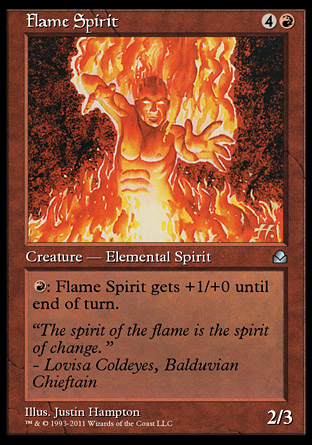 Flame Spirit 4
Creature — Elemental Spirit
: Flame Spirit gets +1/+0 until
end of turn.
“The spirit of the flame is the spirit
of change.”
- Lovisa Coldeyes, Balduvian
Chieftain
Illus. Justin Hampton
™ & © 1993-2011 Wizards of the Coast LLC
2/3